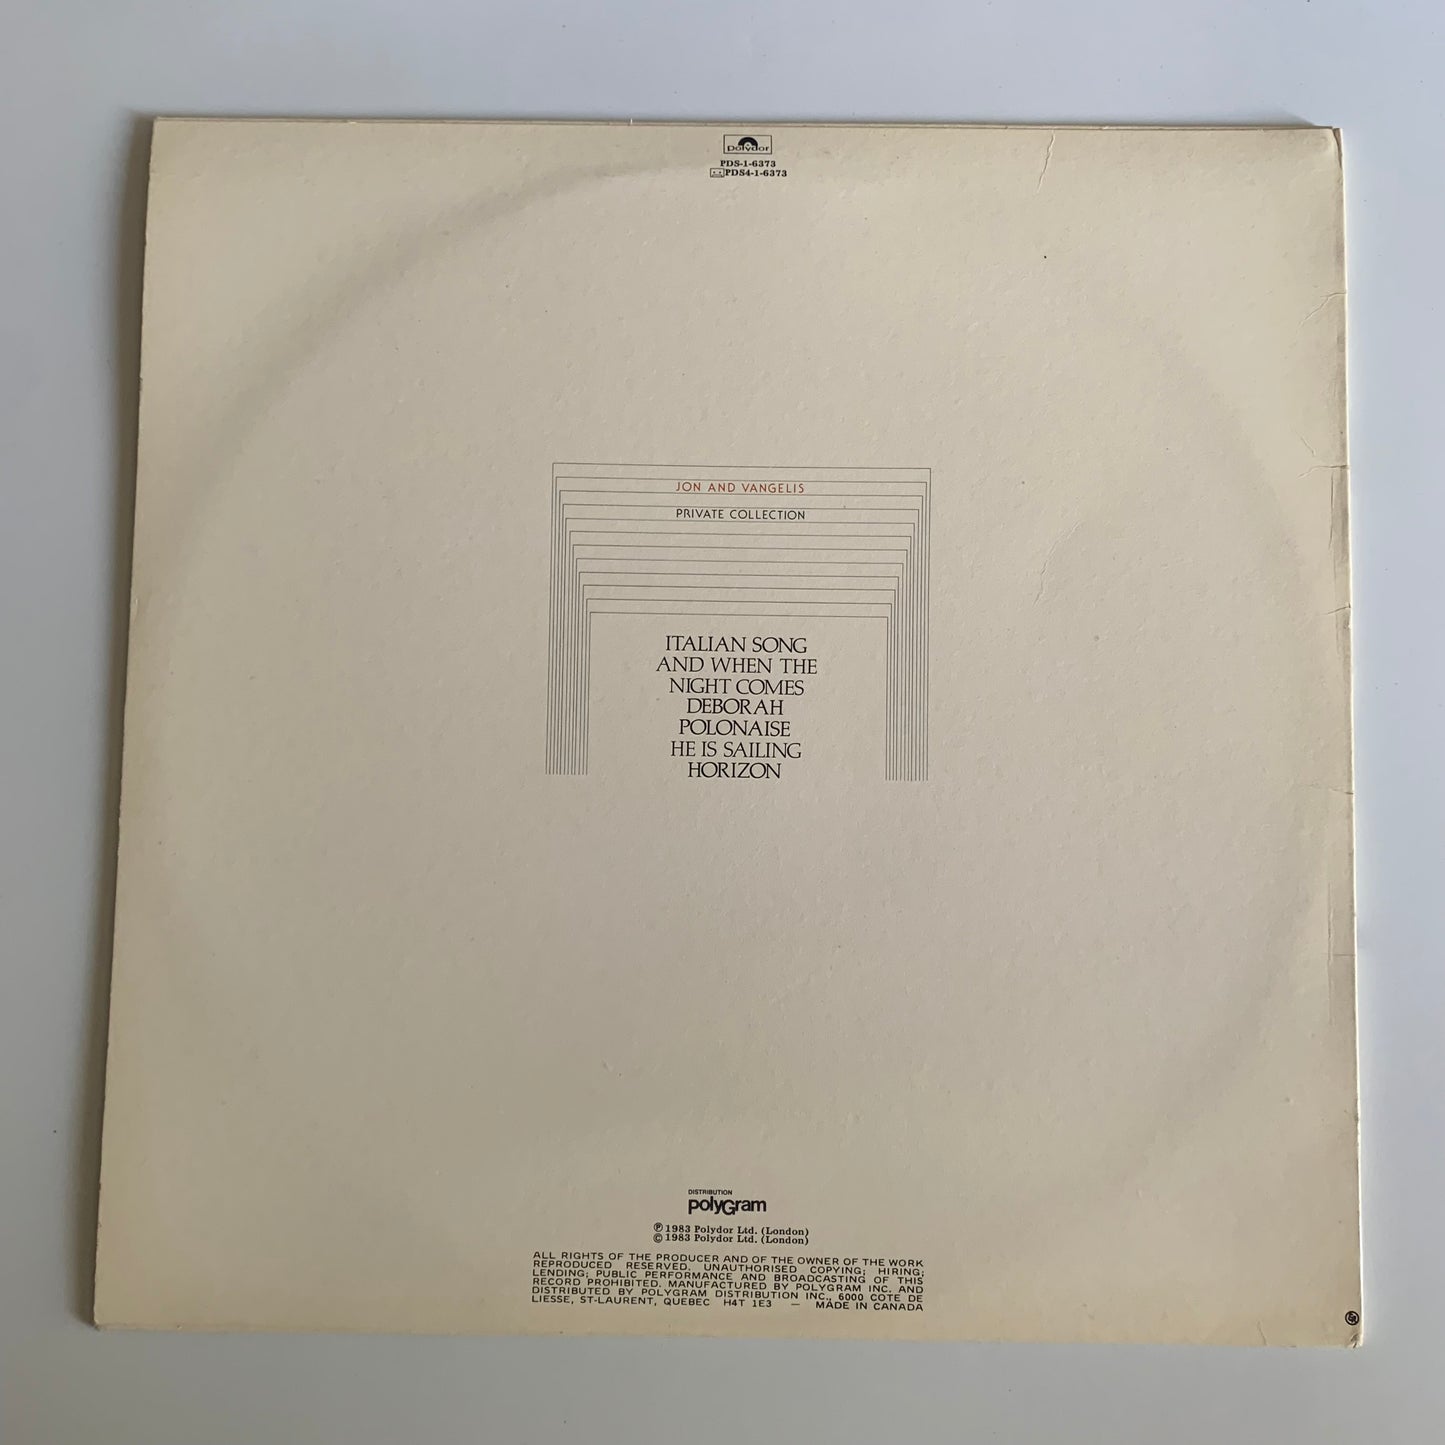 polydor
PDS-1-6373
PDS4-1-6373
JON AND VANGELIS
PRIVATE COLLECTION
ITALIAN SONG
AND WHEN THE
NIGHT COMES
DEBORAH
POLONAISE
HE IS SAILING
HORIZON
DISTRIBUTION
polyGram
℗ 1983 Polydor Ltd. (London)
© 1983 Polydor Ltd. (London)
ALL RIGHTS OF THE PRODUCER AND OF THE OWNER OF THE WORK
REPRODUCED RESERVED. UNAUTHORISED COPYING; HIRING;
LENDING; PUBLIC PERFORMANCE AND BROADCASTING OF THIS
RECORD PROHIBITED. MANUFACTURED BY POLYGRAM INC. AND
DISTRIBUTED BY POLYGRAM DISTRIBUTION INC., 6000 COTE DE
LIESSE, ST-LAURENT, QUEBEC H4T 1E3 — MADE IN CANADA